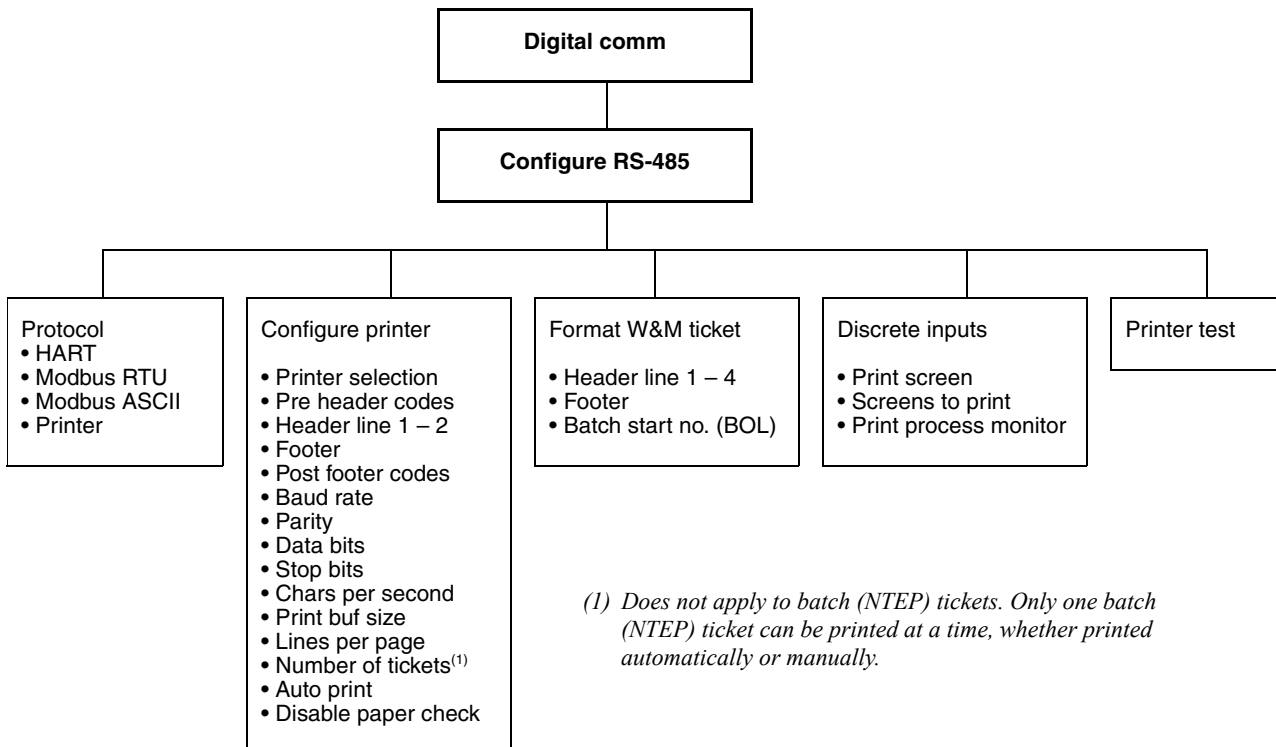 Digital comm
Configure RS-485
Protocol
• HART
• Modbus RTU
• Modbus ASCII
• Printer
Configure printer
• Printer selection
• Pre header codes
• Header line 1 – 2
• Footer
• Post footer codes
• Baud rate
• Parity
• Data bits
• Stop bits
• Chars per second
• Print buf size
• Lines per page
• Number of tickets(1)
• Auto print
• Disable paper check
Format W&M ticket
• Header line 1 – 4
• Footer
• Batch start no. (BOL)
Discrete inputs
• Print screen
• Screens to print
• Print process monitor
Printer test
(1) Does not apply to batch (NTEP) tickets. Only one batch
(NTEP) ticket can be printed at a time, whether printed
automatically or manually.